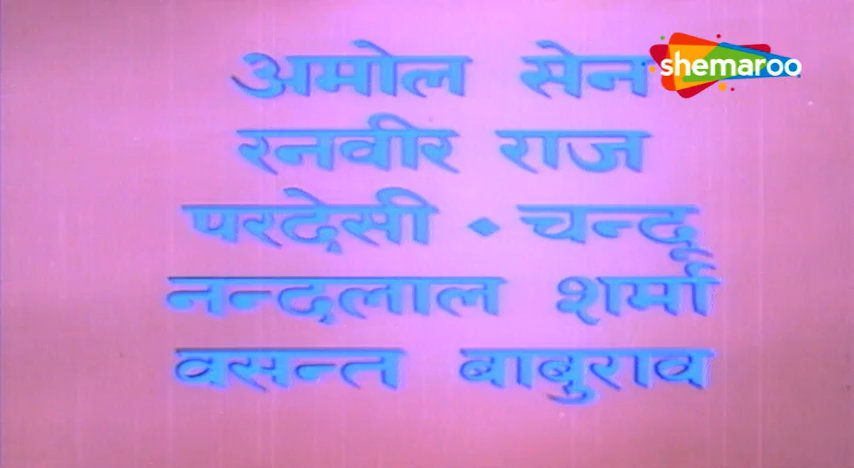 अमोल सेन
shemaroo
रनवीर राज
परदेसी • चन्दू
नन्दलाल शर्मा
वसन्त बाबुराव